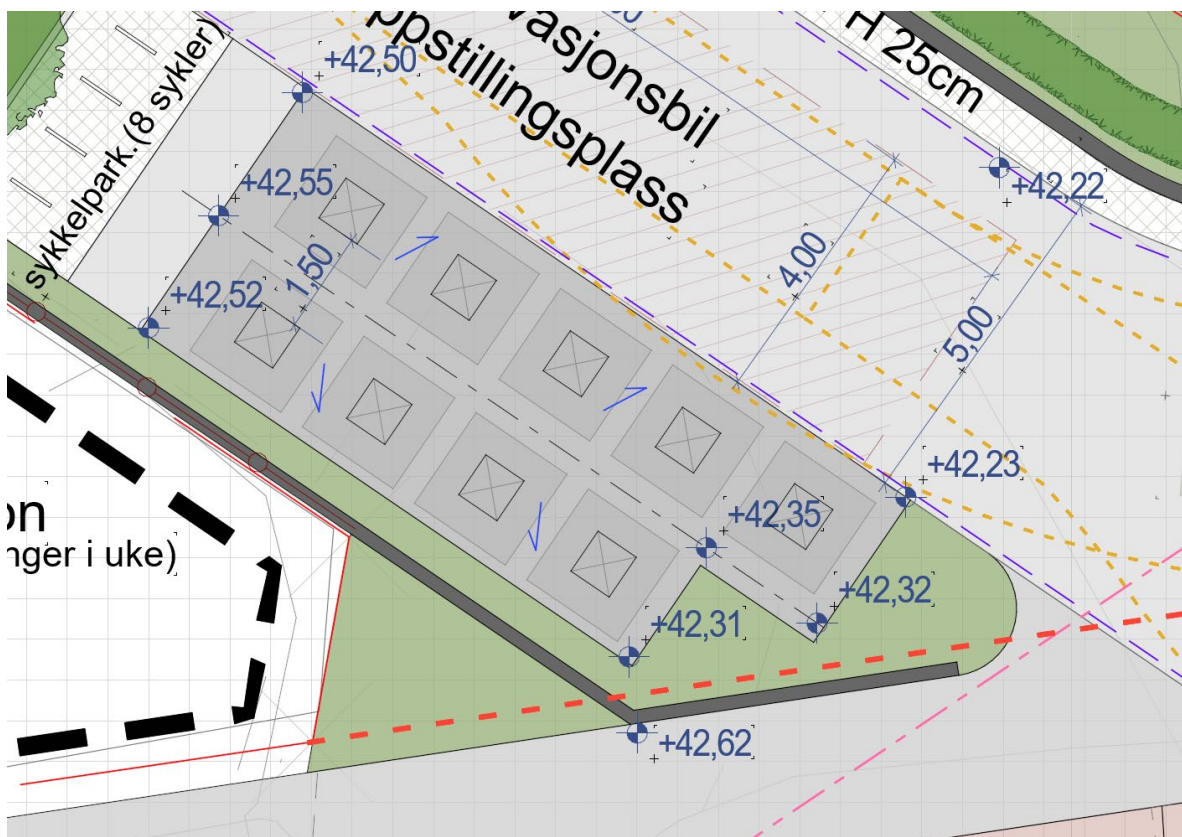 vasjonsbil
ppstillingsplass
H 25cm
sykkelpark.(8 sykler)
+42,50
+42,55
+42,52
1,50
+42,22
4,00
5,00
+42,23
+42,35
+42,32
+42,31
+42,62
on
nger i uke)